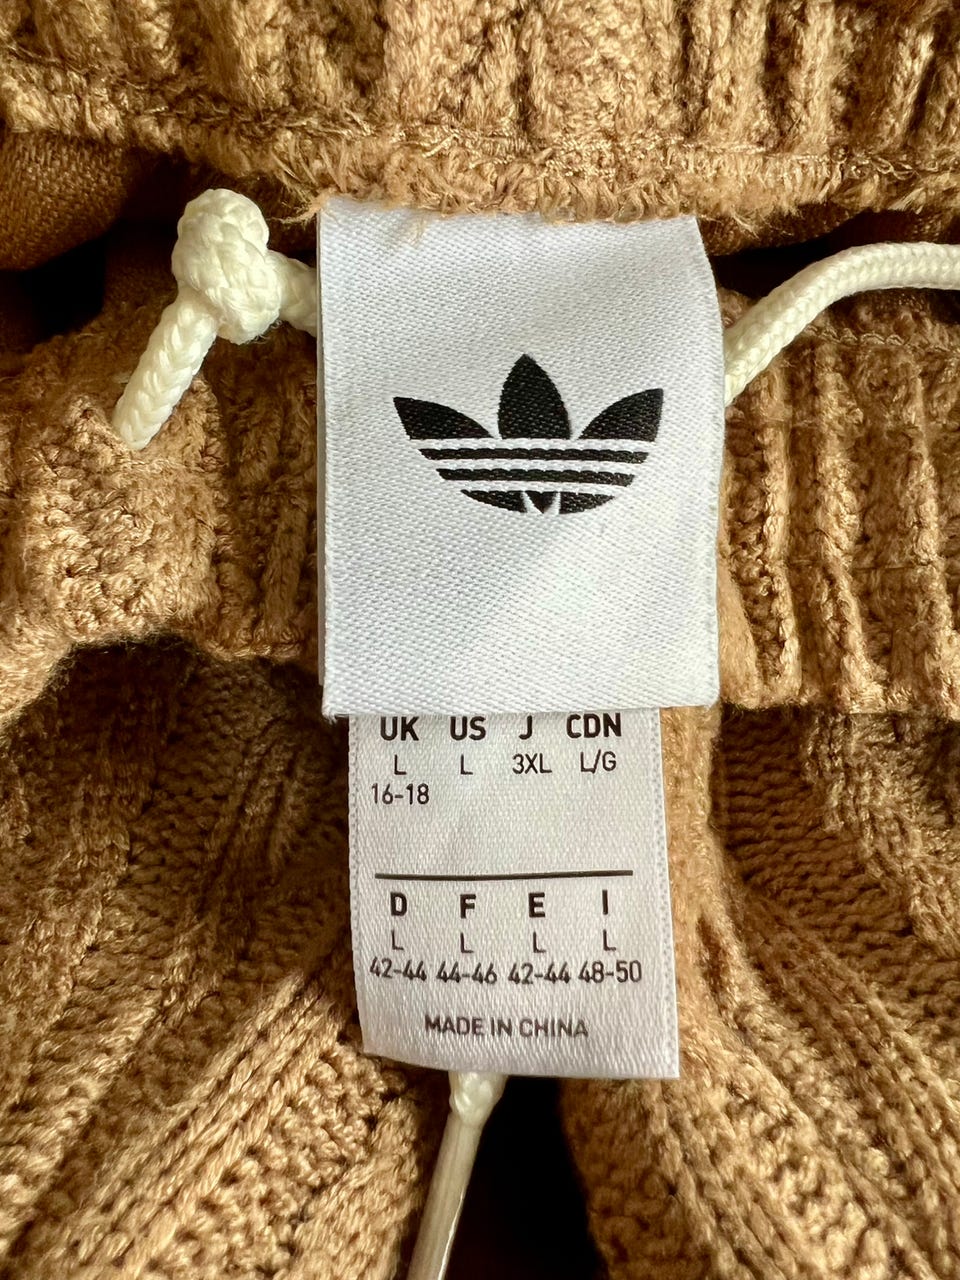 UK US J CDN
L L 3XL L/G
16-18
D F E I
L L L L
42-44 44-46 42-44 48-50
MADE IN CHINA